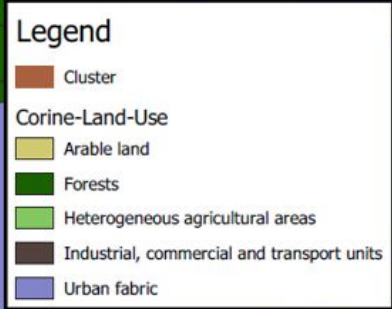 Legend
Cluster
Corine-Land-Use
Arable land
Forests
Heterogeneous agricultural areas
Industrial, commercial and transport units
Urban fabric